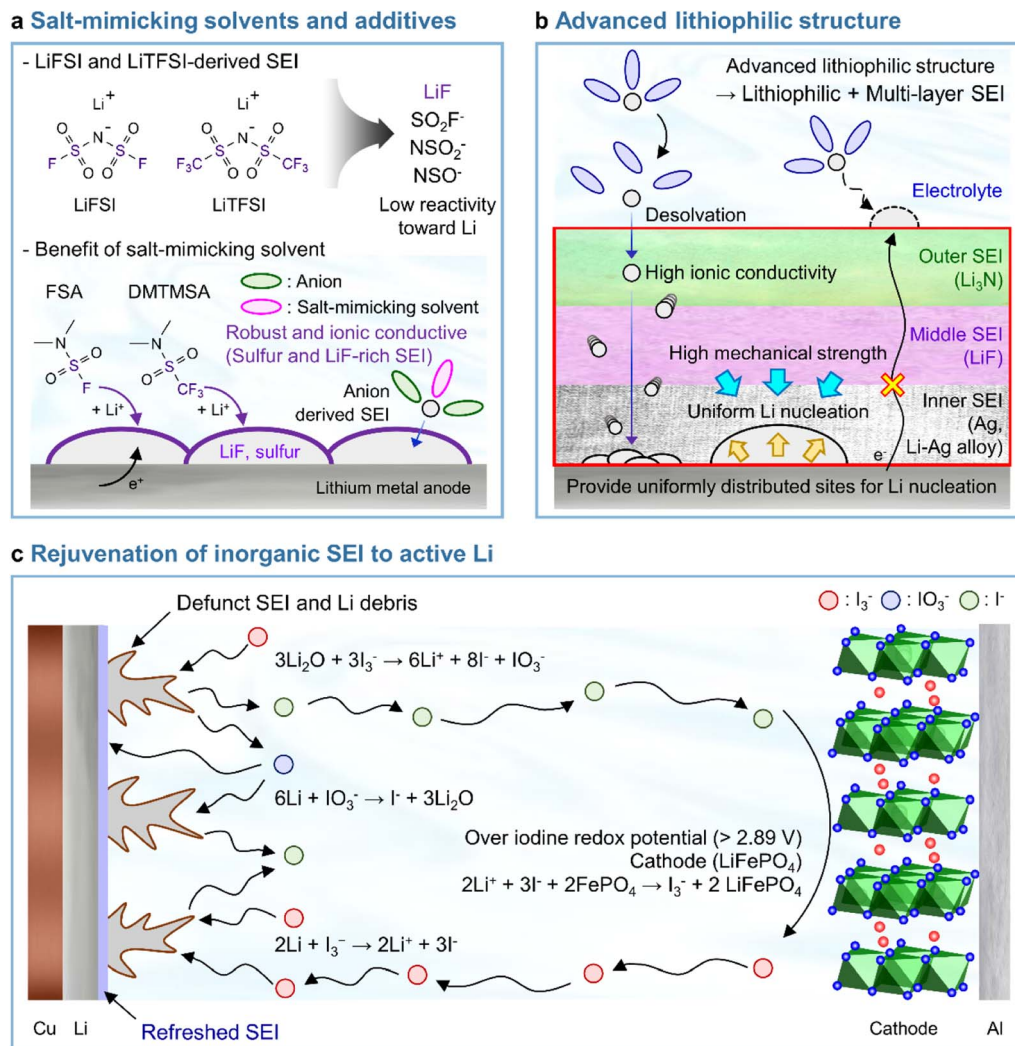 a Salt-mimicking solvents and additives
- LiFSI and LiTFSI-derived SEI
Li⁺
O
O
N⁻
S
S
F
O
O
F
LiFSI
Li⁺
O
O
N⁻
S
S
F₃C
O
O
CF₃
LiTFSI
LiF
SO₂F⁻
NSO₂⁻
NSO⁻
Low reactivity
toward Li
- Benefit of salt-mimicking solvent
FSA
N
O
S
O
F
+ Li⁺
DMTMSA
N
O
S
O
CF₃
+ Li⁺
: Anion
: Salt-mimicking solvent
Robust and ionic conductive
(Sulfur and LiF-rich SEI)
Anion
derived SEI
LiF, sulfur
e⁺
Lithium metal anode
b Advanced lithiophilic structure
Advanced lithiophilic structure
→ Lithiophilic + Multi-layer SEI
Electrolyte
Desolvation
High ionic conductivity
Outer SEI
(Li₃N)
Middle SEI
(LiF)
High mechanical strength
Uniform Li nucleation
Inner SEI
(Ag,
Li-Ag alloy)
e⁻
Provide uniformly distributed sites for Li nucleation
c Rejuvenation of inorganic SEI to active Li
Defunct SEI and Li debris
: I₃⁻
: IO₃⁻
: I⁻
3Li₂O + 3I₃⁻ → 6Li⁺ + 8I⁻ + IO₃⁻
6Li + IO₃⁻ → I⁻ + 3Li₂O
Over iodine redox potential (> 2.89 V)
Cathode (LiFePO₄)
2Li⁺ + 3I⁻ + 2FePO₄ → I₃⁻ + 2 LiFePO₄
2Li + I₃⁻ → 2Li⁺ + 3I⁻
Cu
Li
Refreshed SEI
Cathode
Al